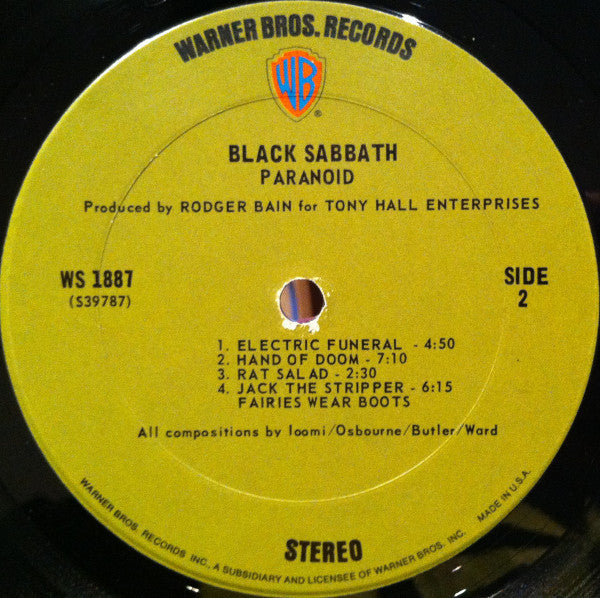 WARNER BROS. RECORDS
WB
®
BLACK SABBATH
PARANOID
Produced by RODGER BAIN for TONY HALL ENTERPRISES
WS 1887
(S39787)
SIDE
2
1. ELECTRIC FUNERAL - 4:50
2. HAND OF DOOM - 7:10
3. RAT SALAD - 2:30
4. JACK THE STRIPPER - 6:15
FAIRIES WEAR BOOTS
All compositions by Ioomi/Osbourne/Butler/Ward
STEREO
WARNER BROS. RECORDS INC., A SUBSIDIARY AND LICENSEE OF WARNER BROS. INC.
MADE IN U.S.A.